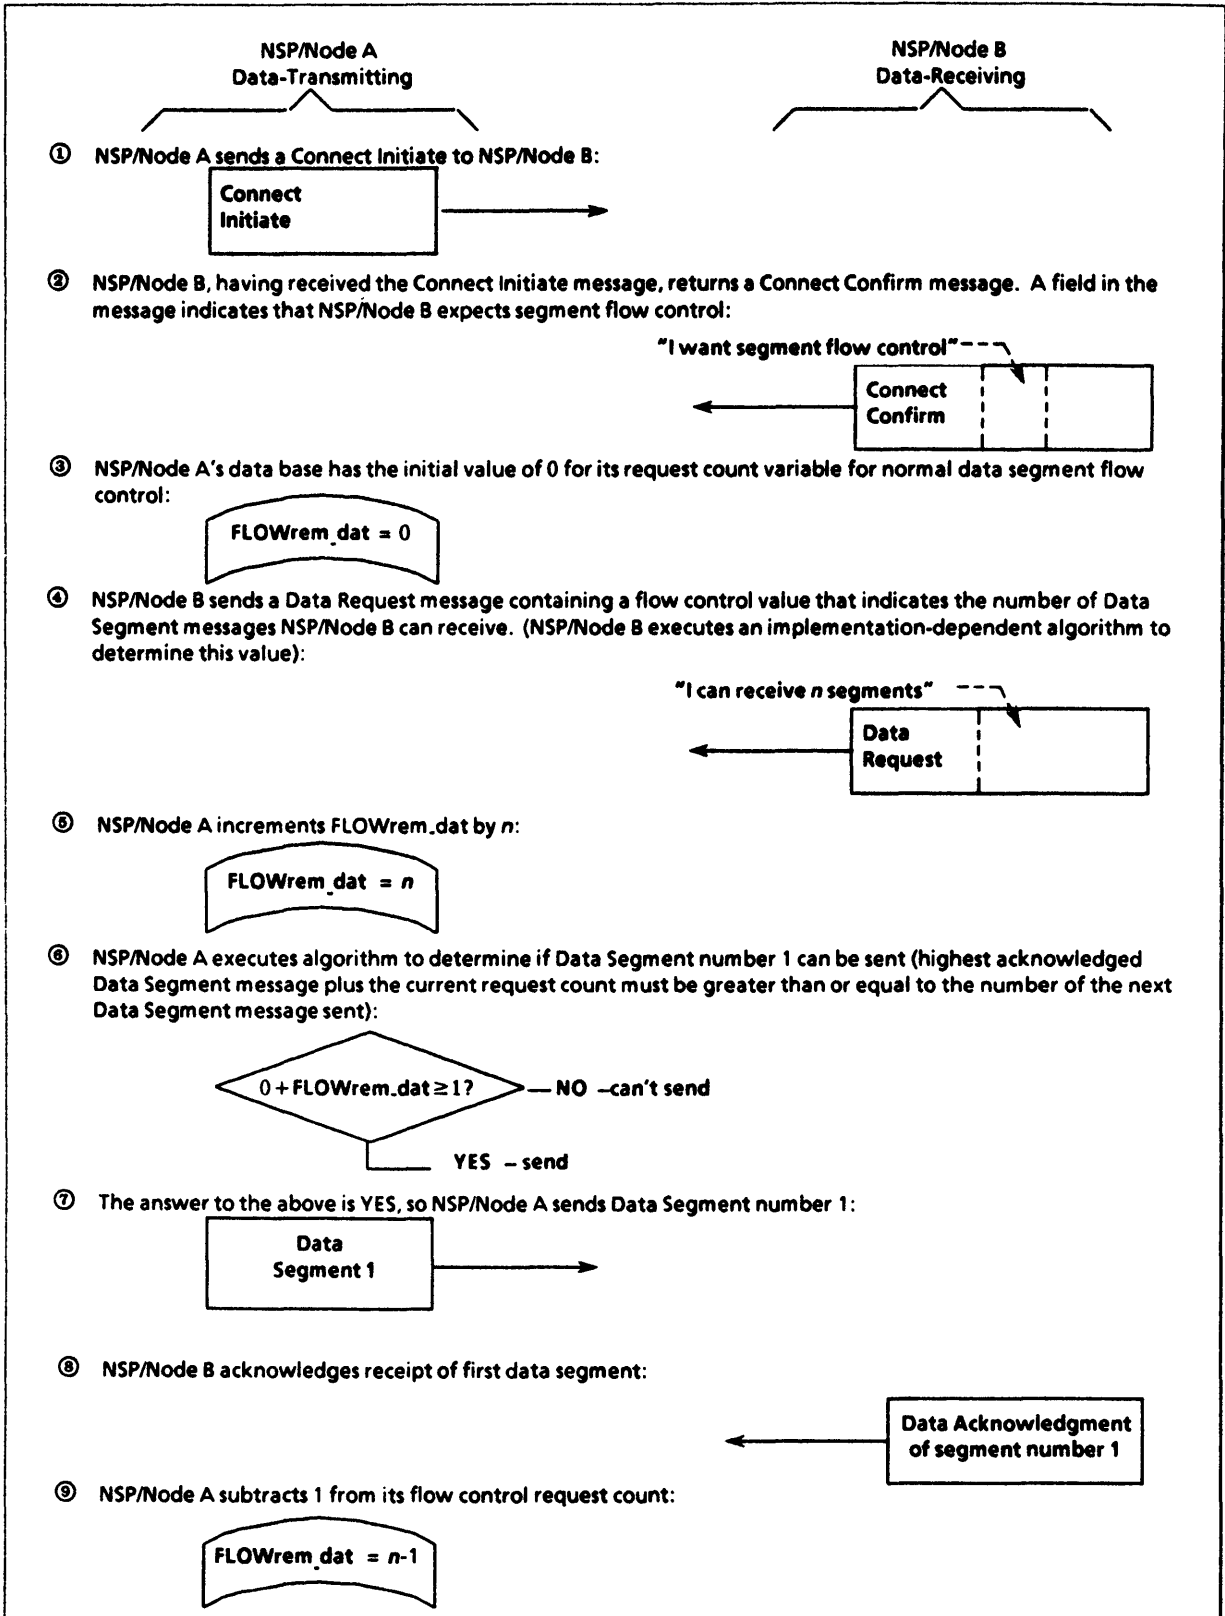 NSP/Node A
Data-Transmitting
NSP/Node B
Data-Receiving
① NSP/Node A sends a Connect Initiate to NSP/Node B:
Connect
Initiate
② NSP/Node B, having received the Connect Initiate message, returns a Connect Confirm message. A field in the
message indicates that NSP/Node B expects segment flow control:
"I want segment flow control"
Connect
Confirm
③ NSP/Node A's data base has the initial value of 0 for its request count variable for normal data segment flow
control:
FLOWrem_dat = 0
④ NSP/Node B sends a Data Request message containing a flow control value that indicates the number of Data
Segment messages NSP/Node B can receive. (NSP/Node B executes an implementation-dependent algorithm to
determine this value):
"I can receive n segments"
Data
Request
⑤ NSP/Node A increments FLOWrem_dat by n:
FLOWrem_dat = n
⑥ NSP/Node A executes algorithm to determine if Data Segment number 1 can be sent (highest acknowledged
Data Segment message plus the current request count must be greater than or equal to the number of the next
Data Segment message sent):
0 + FLOWrem_dat ≥ 1? — NO – can't send
YES – send
⑦ The answer to the above is YES, so NSP/Node A sends Data Segment number 1:
Data
Segment 1
⑧ NSP/Node B acknowledges receipt of first data segment:
Data Acknowledgment
of segment number 1
⑨ NSP/Node A subtracts 1 from its flow control request count:
FLOWrem_dat = n-1